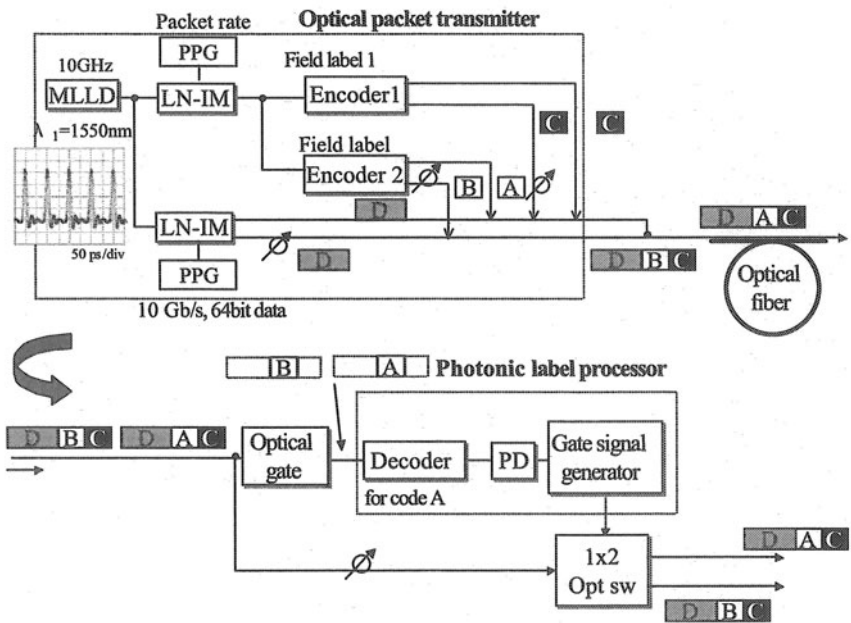 Packet rate
Optical packet transmitter
PPG
10GHz
Field label 1
MLLD
LN-IM
Encoder1
C
C
λ 1=1550nm
Field label
Encoder 2
B
A
D
D A C
LN-IM
50 ps/div
D
D B C
PPG
Optical fiber
10 Gb/s, 64bit data
B
A
Photonic label processor
D B C
D A C
Optical gate
Decoder
PD
Gate signal generator
for code A
1x2
Opt sw
D A C
D B C